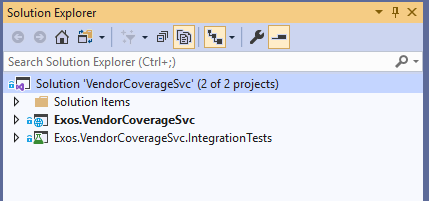 Solution Explorer
Search Solution Explorer (Ctrl+;)
Solution 'VendorCoverageSvc' (2 of 2 projects)
Solution Items
Exos.VendorCoverageSvc
Exos.VendorCoverageSvc.IntegrationTests